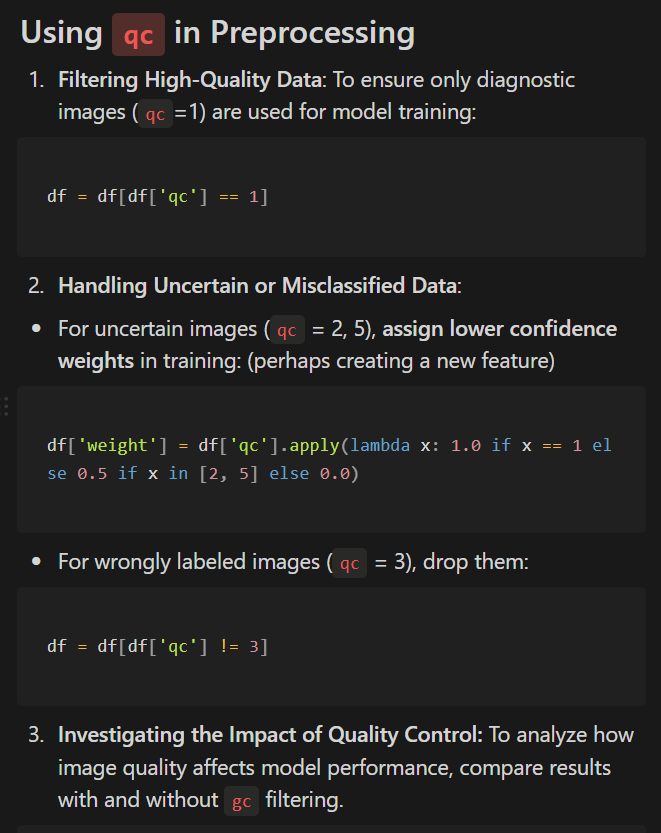 Using qc in Preprocessing
1. Filtering High-Quality Data: To ensure only diagnostic
images ( qc =1) are used for model training:
df = df[df['qc'] == 1]
2. Handling Uncertain or Misclassified Data:
• For uncertain images ( qc = 2, 5), assign lower confidence
weights in training: (perhaps creating a new feature)
df['weight'] = df['qc'].apply(lambda x: 1.0 if x == 1 el
se 0.5 if x in [2, 5] else 0.0)
• For wrongly labeled images ( qc = 3), drop them:
df = df[df['qc'] != 3]
3. Investigating the Impact of Quality Control: To analyze how
image quality affects model performance, compare results
with and without gc filtering.